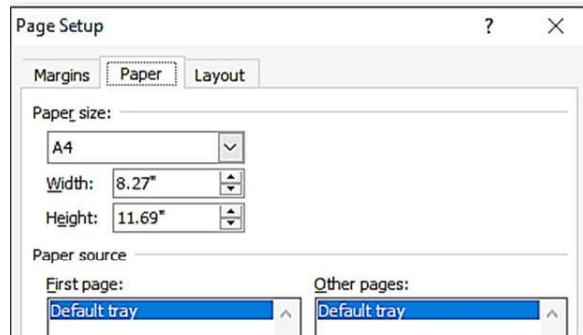 Page Setup ? ×
Margins Paper Layout
Paper size:
A4
Width: 8.27"
Height: 11.69"
Paper source
First page: Other pages:
Default tray Default tray